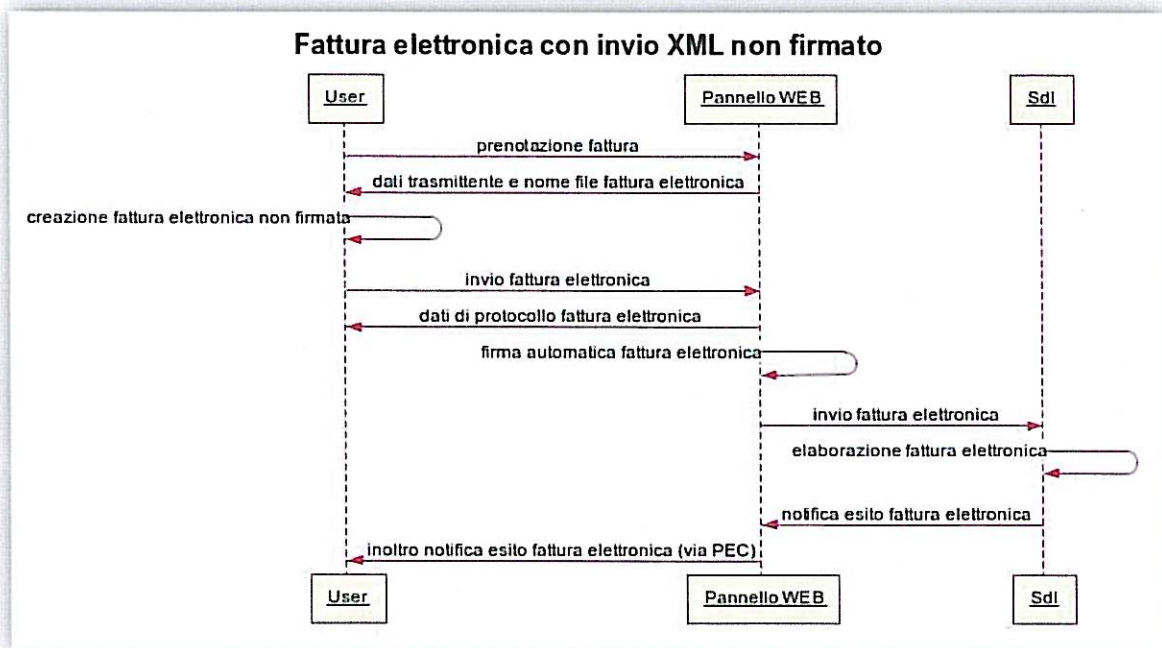 Fattura elettronica con invio XML non firmato
User
Pannello WEB
SdI
prenotazione fattura
dati trasmittente e nome file fattura elettronica
creazione fattura elettronica non firmata
invio fattura elettronica
dati di protocollo fattura elettronica
firma automatica fattura elettronica
invio fattura elettronica
elaborazione fattura elettronica
notifica esito fattura elettronica
inoltro notifica esito fattura elettronica (via PEC)
User
Pannello WEB
SdI